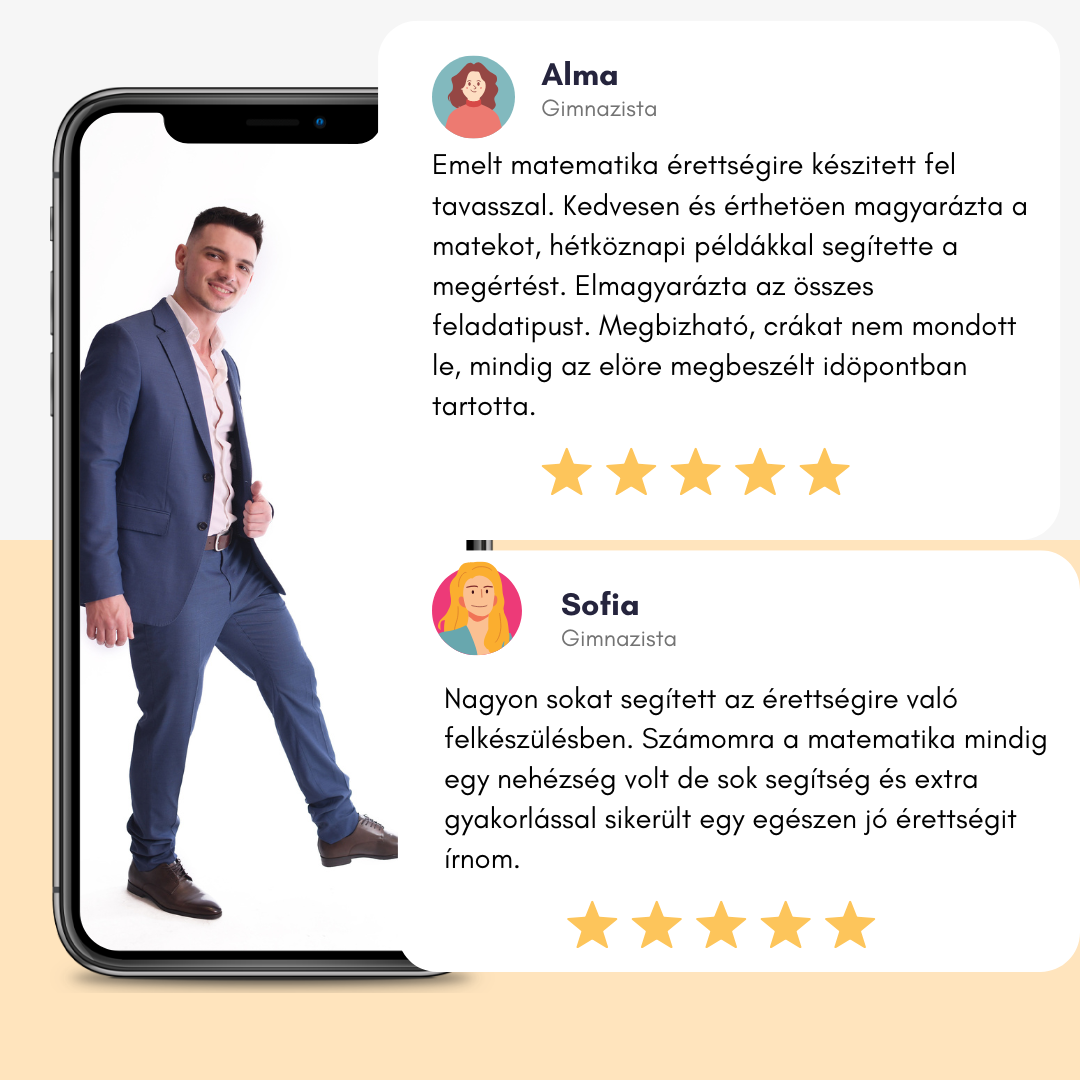 Alma
Gimnazista
Emelt matematika érettségire készitett fel
tavasszal. Kedvesen és érthetöen magyarázta a
matekot, hétköznapi példákkal segítette a
megértést. Elmagyarázta az összes
feladatipust. Megbizható, crákat nem mondott
le, mindig az elöre megbeszélt idöpontban
tartotta.
Sofia
Gimnazista
Nagyon sokat segített az érettségire való
felkészülésben. Számomra a matematika mindig
egy nehézség volt de sok segítség és extra
gyakorlással sikerült egy egészen jó érettségit
írnom.